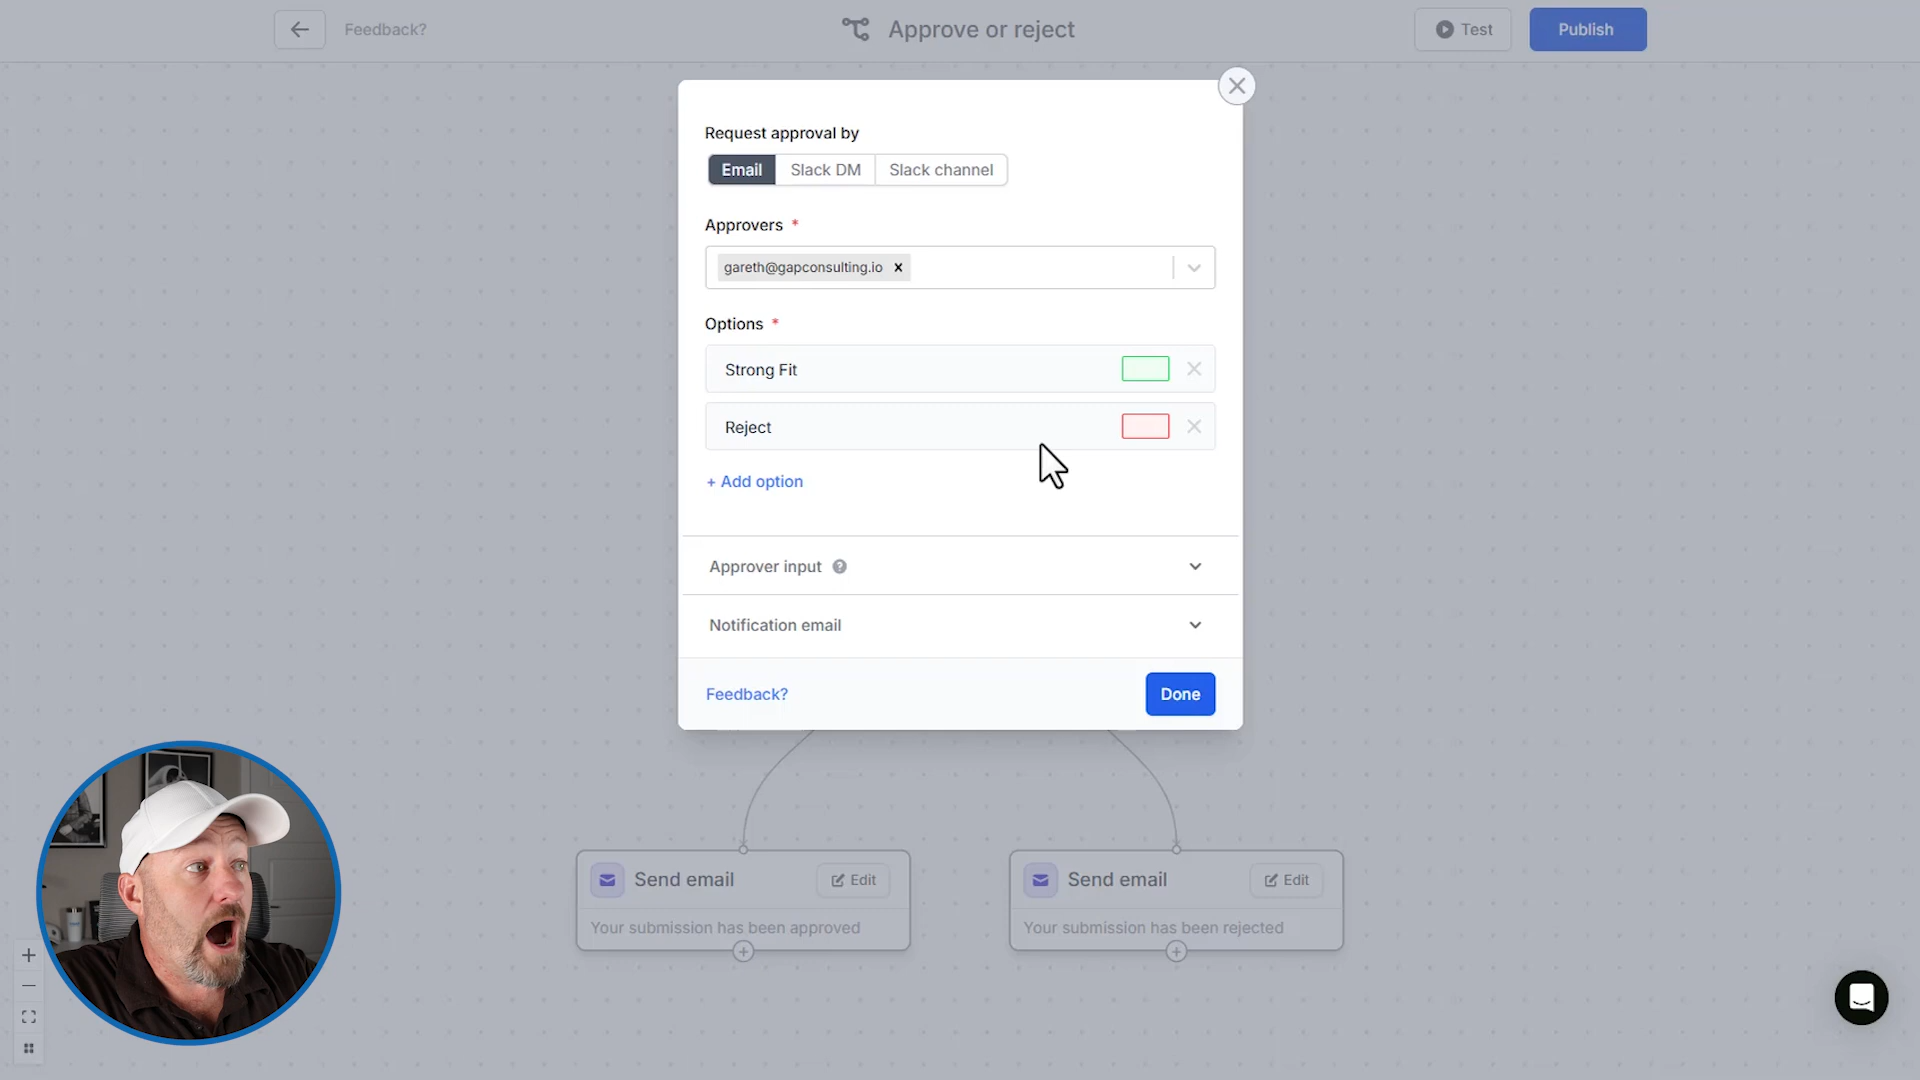 Feedback?
Approve or reject
Test
Publish
Request approval by
Email
Slack DM
Slack channel
Approvers *
gareth@gapconsulting.io
Options *
Strong Fit
Reject
+ Add option
Approver input ?
Notification email
Feedback?
Done
Send email
Edit
Your submission has been approved
Send email
Edit
Your submission has been rejected